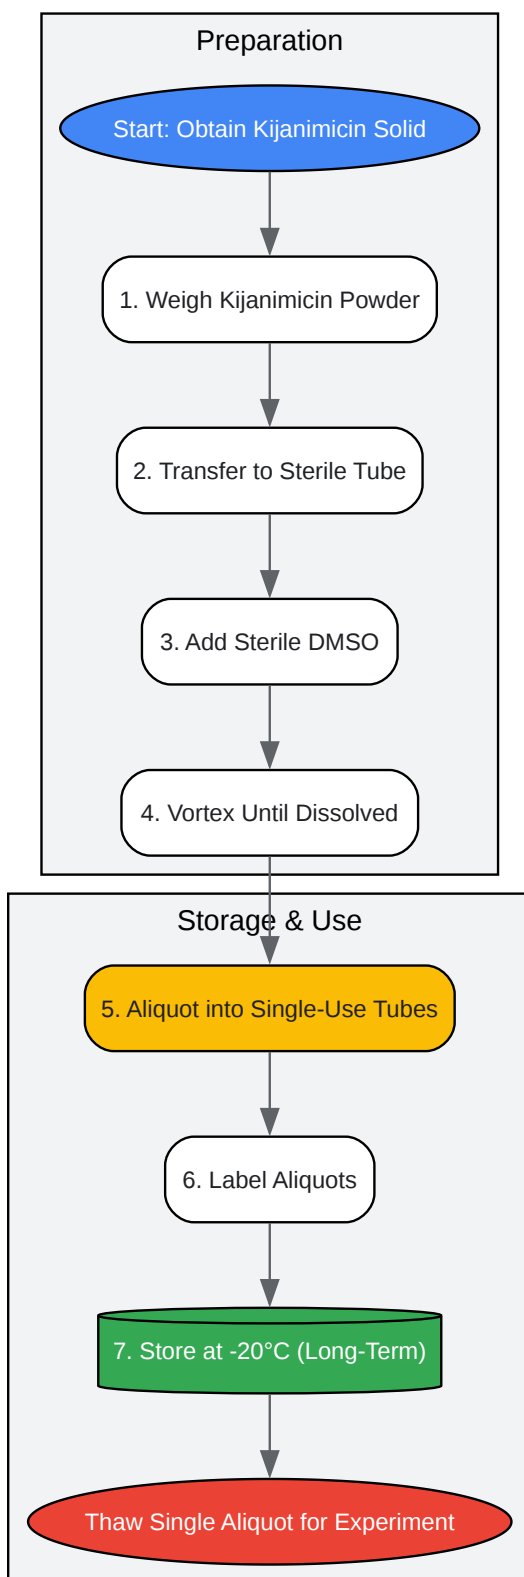 Preparation
Start: Obtain Kijanimicin Solid
1. Weigh Kijanimicin Powder
2. Transfer to Sterile Tube
3. Add Sterile DMSO
4. Vortex Until Dissolved
Storage & Use
5. Aliquot into Single-Use Tubes
6. Label Aliquots
7. Store at -20°C (Long-Term)
Thaw Single Aliquot for Experiment